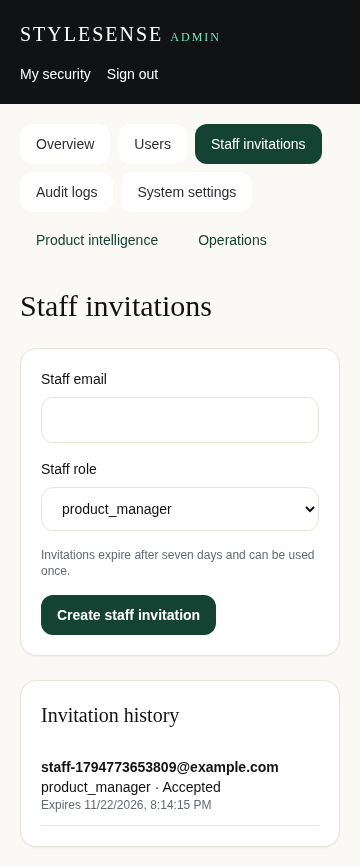 STYLESENSE ADMIN
My security Sign out
Overview Users Staff invitations
Audit logs System settings
Product intelligence Operations
Staff invitations
Staff email
Staff role
product_manager
Invitations expire after seven days and can be used
once.
Create staff invitation
Invitation history
staff-1794773653809@example.com
product_manager · Accepted
Expires 11/22/2026, 8:14:15 PM